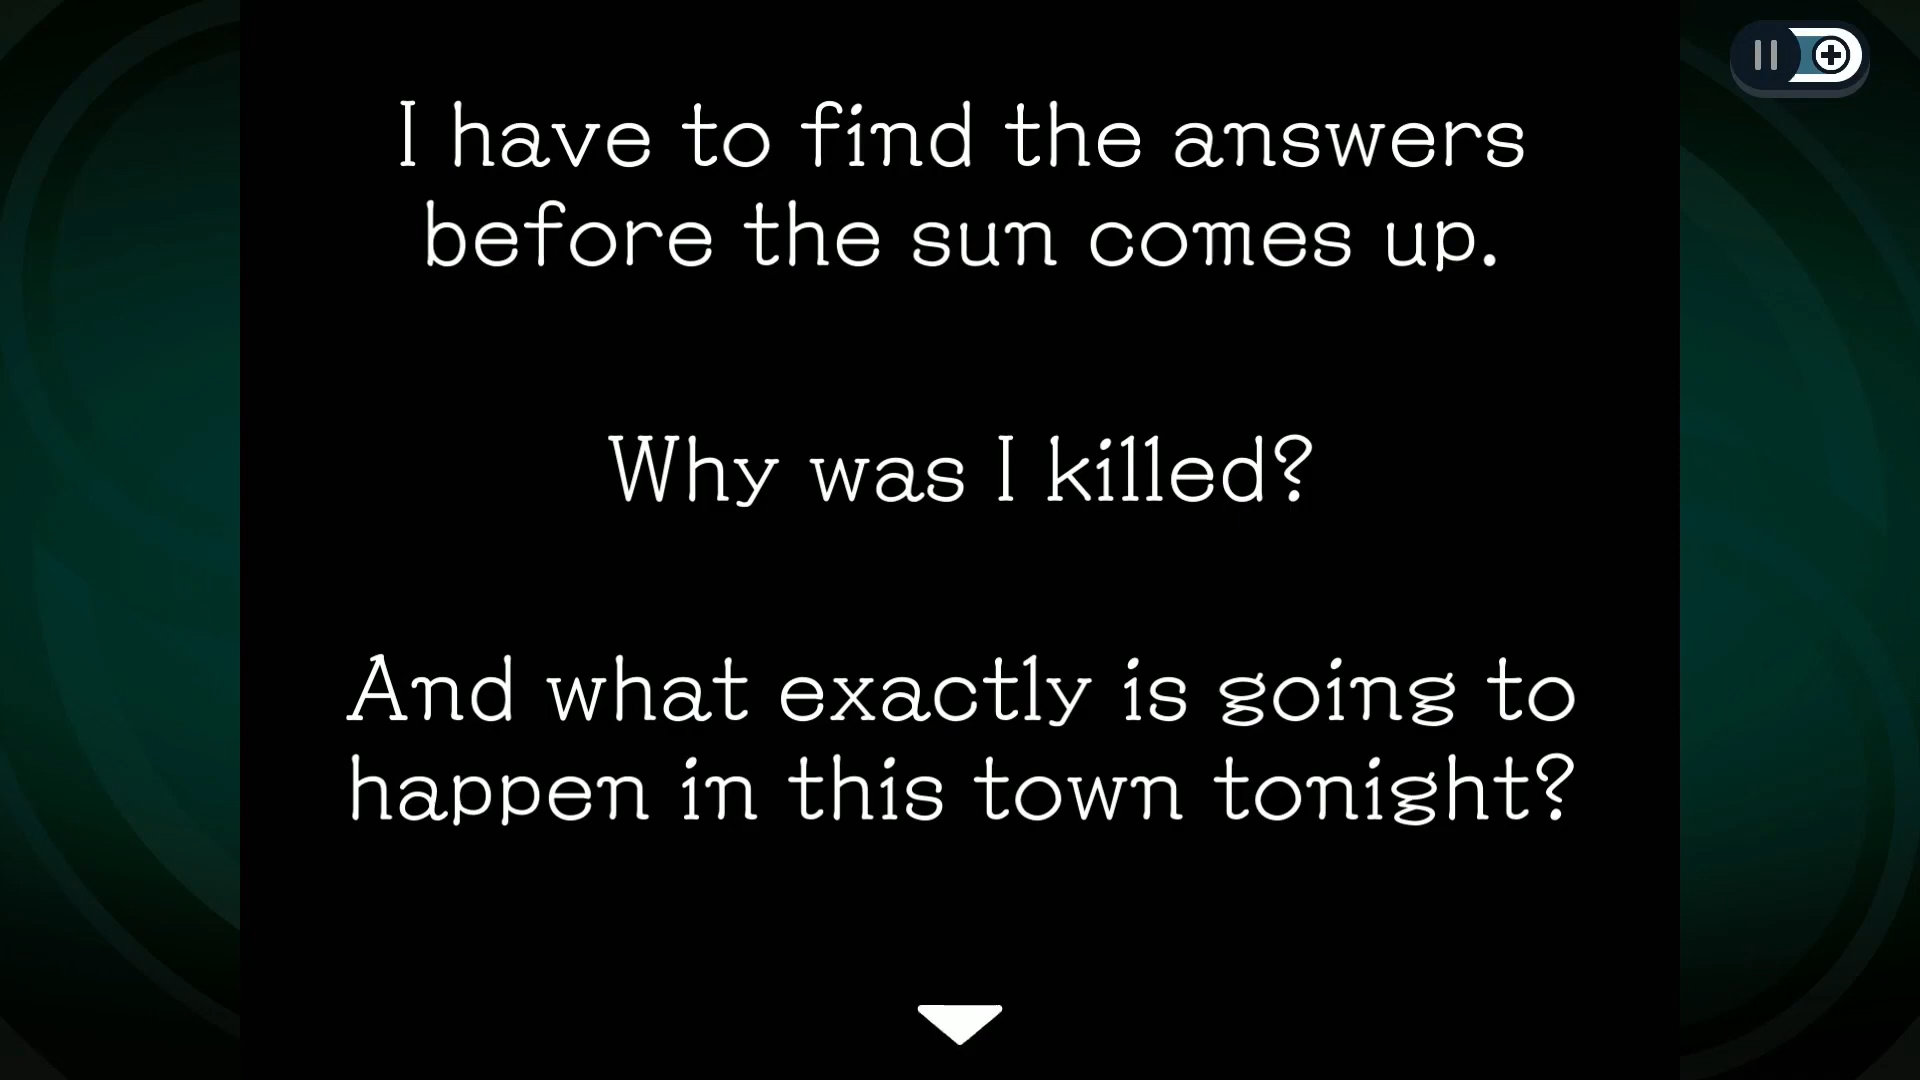 I have to find the answers
before the sun comes up.
Why was I killed?
And what exactly is going to
happen in this town tonight?